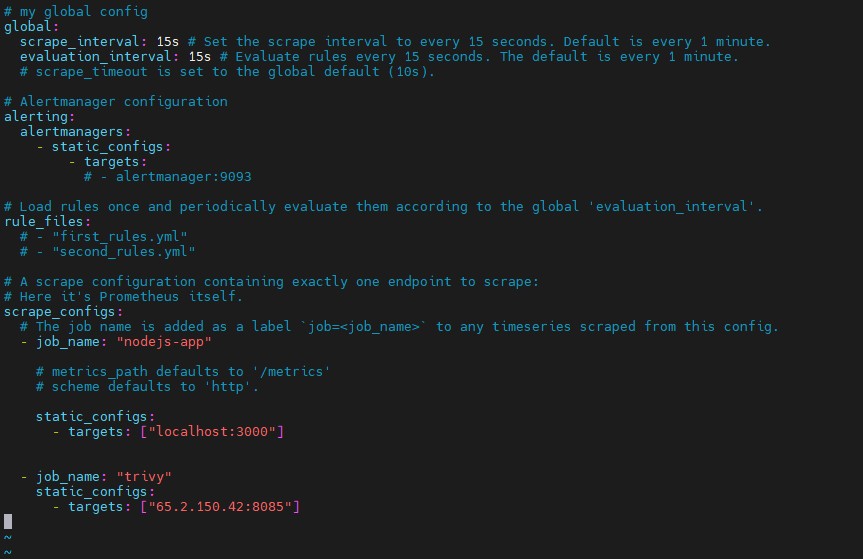 # my global config
global:
  scrape_interval: 15s # Set the scrape interval to every 15 seconds. Default is every 1 minute.
  evaluation_interval: 15s # Evaluate rules every 15 seconds. The default is every 1 minute.
  # scrape_timeout is set to the global default (10s).

# Alertmanager configuration
alerting:
  alertmanagers:
    - static_configs:
        - targets:
          # - alertmanager:9093

# Load rules once and periodically evaluate them according to the global 'evaluation_interval'.
rule_files:
  # - "first_rules.yml"
  # - "second_rules.yml"

# A scrape configuration containing exactly one endpoint to scrape:
# Here it's Prometheus itself.
scrape_configs:
  # The job name is added as a label `job=<job_name>` to any timeseries scraped from this config.
  - job_name: "nodejs-app"

    # metrics_path defaults to '/metrics'
    # scheme defaults to 'http'.

    static_configs:
      - targets: ["localhost:3000"]


  - job_name: "trivy"
    static_configs:
      - targets: ["65.2.150.42:8085"]

~
~